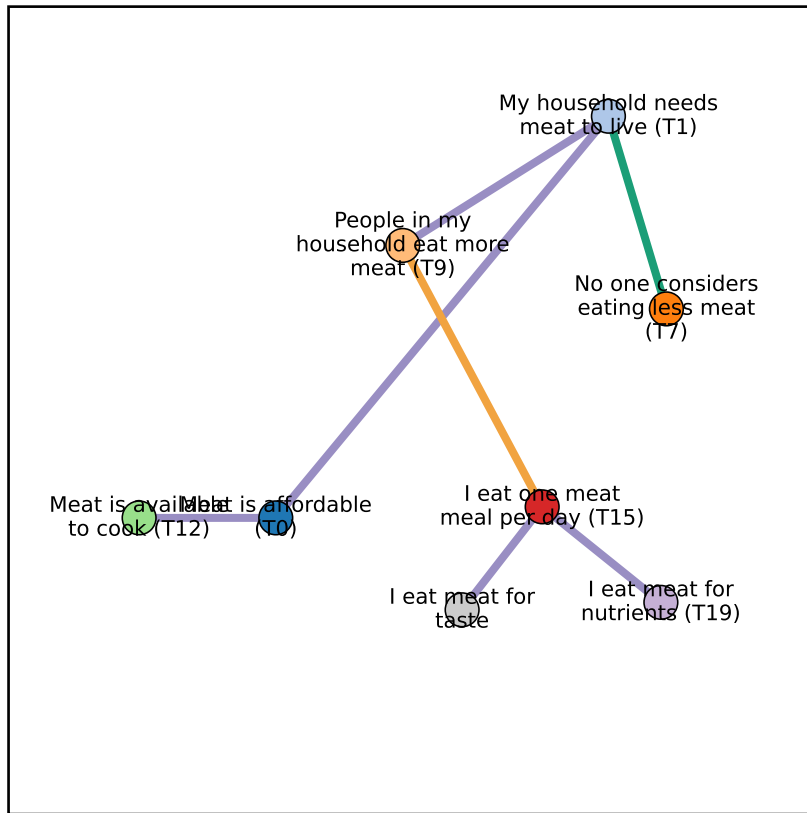 My household needs
meat to live (T1)
People in my
household eat more
meat (T9)
No one considers
eating less meat
(T7)
Meat is available
to cook (T12)
Meat is affordable
(T0)
I eat one meat
meal per day (T15)
I eat meat for
taste
I eat meat for
nutrients (T19)